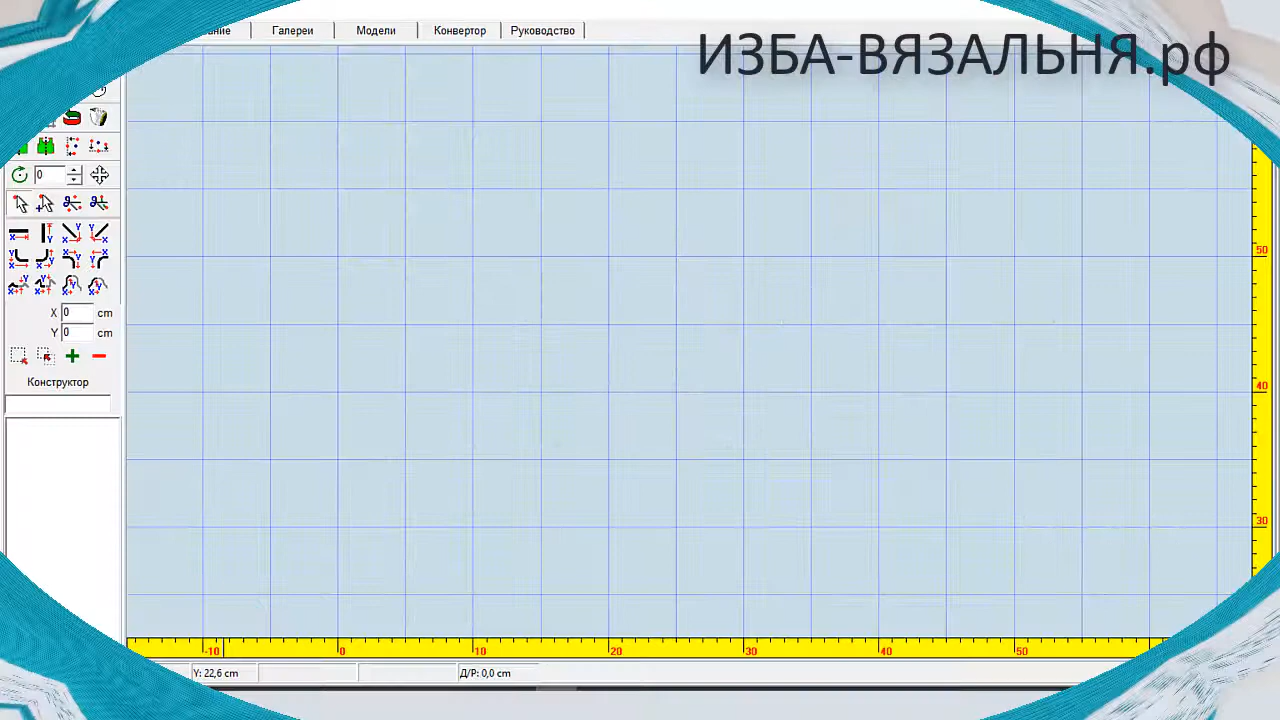 ИЗБА-ВЯЗАЛЬНЯ.рф
Галереи Модели Конвертор Руководство
0
X 0 cm
Y 0 cm
Конструктор
50
40
30
-10 0 10 20 30 40 50
Y: 22,6 cm Д/Р: 0,0 cm